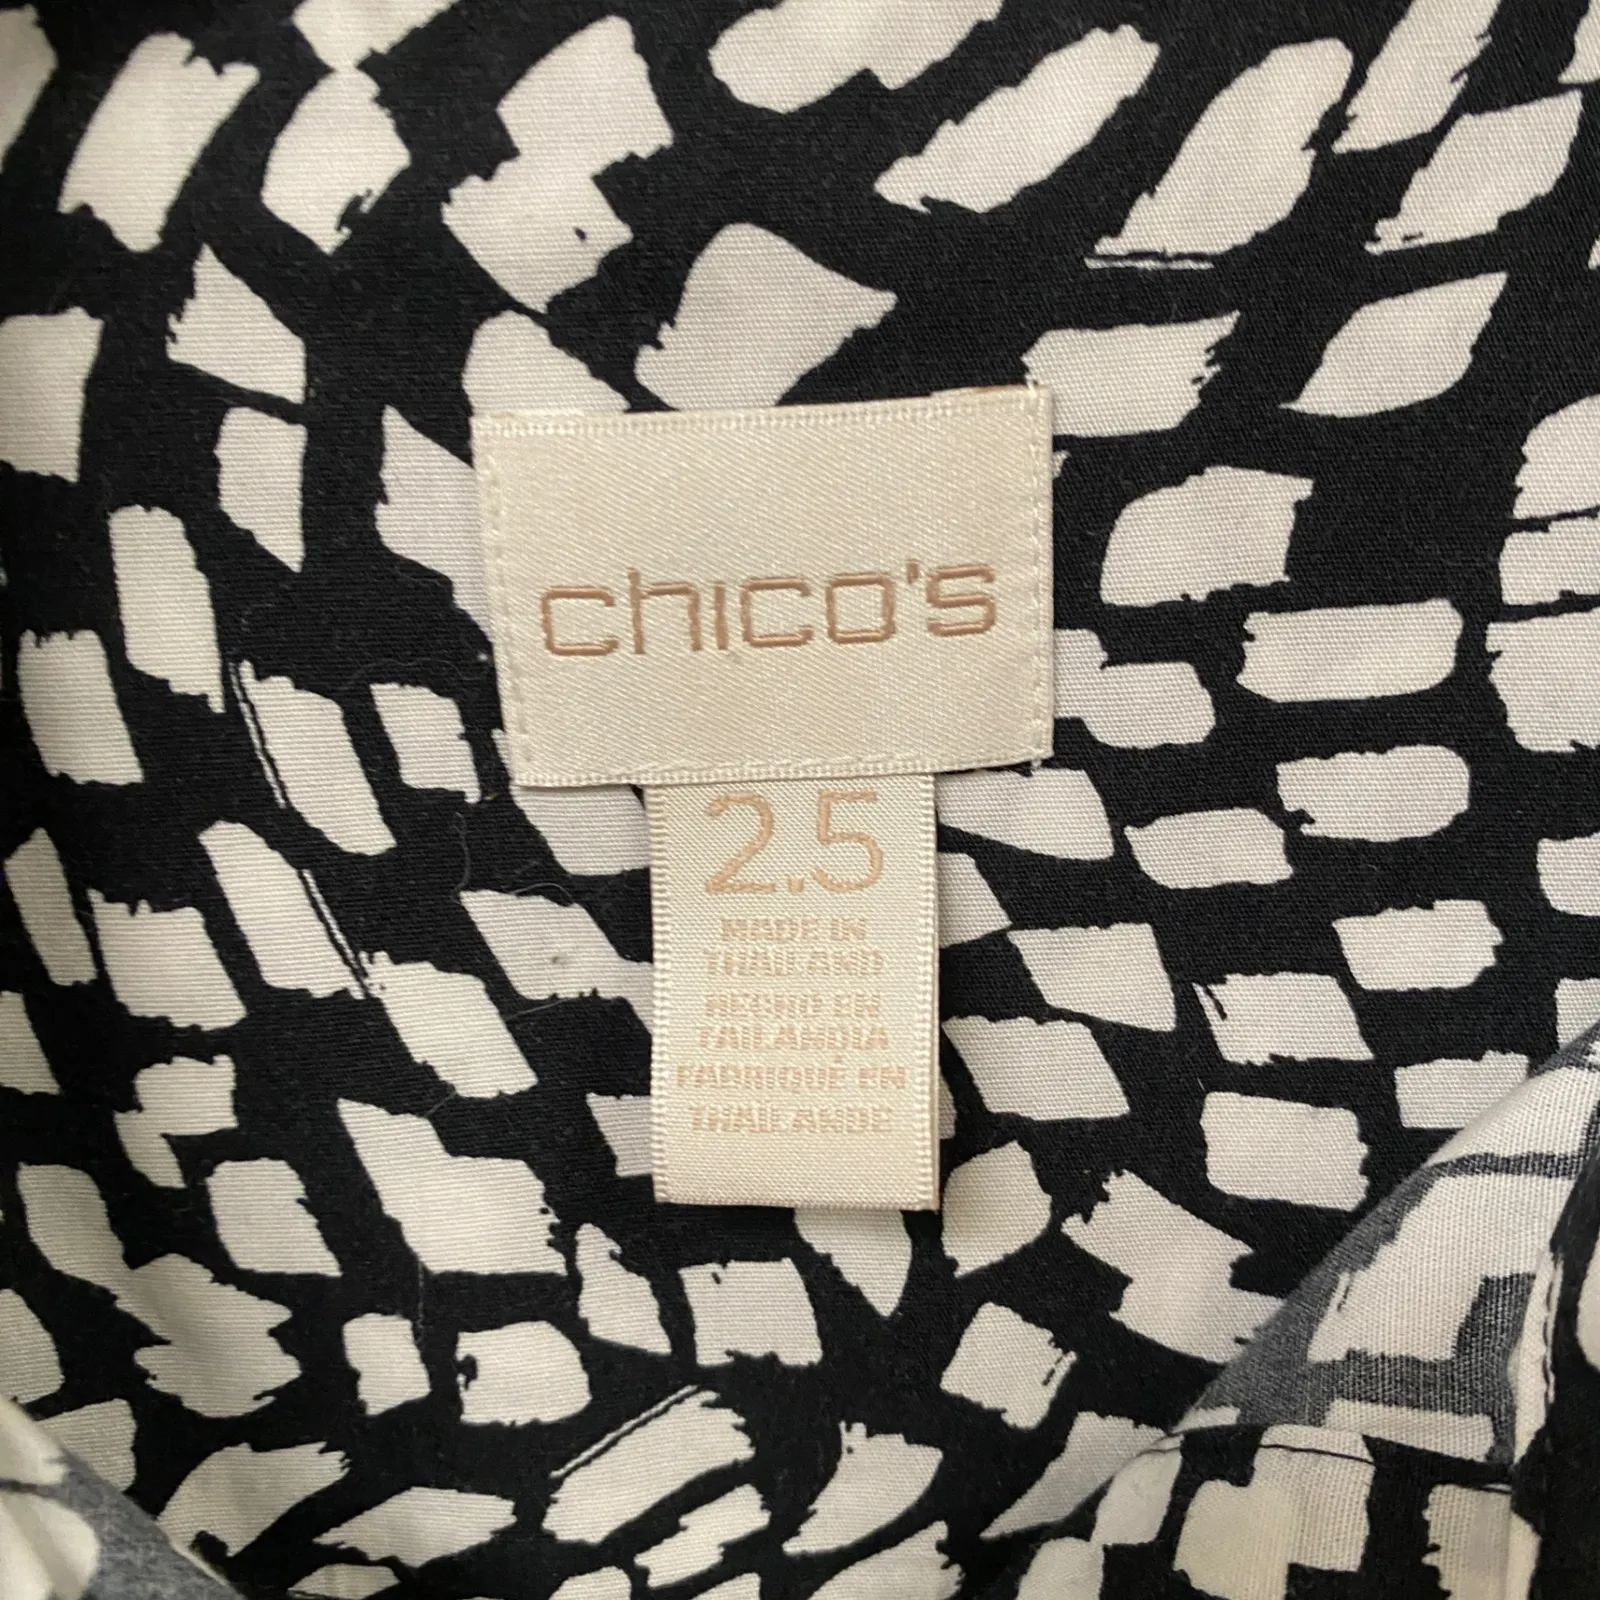 chico's
2.5
MADE IN
THAILAND
HECHO EN
TAILANDIA
FABRIQUÉ EN
THAÏLANDE